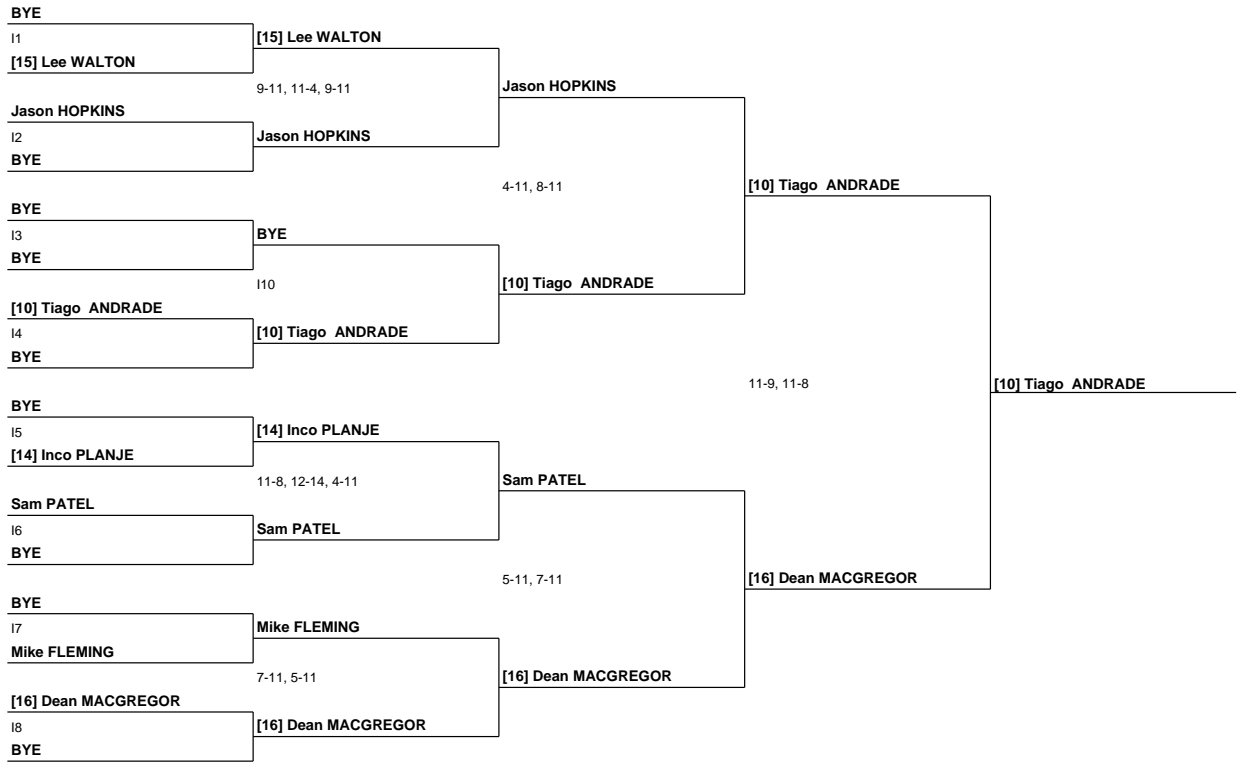 BYE
I1
[15] Lee WALTON
[15] Lee WALTON
9-11, 11-4, 9-11
Jason HOPKINS
Jason HOPKINS
I2
BYE
Jason HOPKINS
4-11, 8-11
[10] Tiago  ANDRADE
BYE
I3
BYE
BYE
I10
[10] Tiago  ANDRADE
[10] Tiago  ANDRADE
I4
BYE
[10] Tiago  ANDRADE
11-9, 11-8
[10] Tiago  ANDRADE
BYE
I5
[14] Inco PLANJE
[14] Inco PLANJE
11-8, 12-14, 4-11
Sam PATEL
Sam PATEL
I6
BYE
Sam PATEL
5-11, 7-11
[16] Dean MACGREGOR
BYE
I7
Mike FLEMING
Mike FLEMING
7-11, 5-11
[16] Dean MACGREGOR
[16] Dean MACGREGOR
I8
BYE
[16] Dean MACGREGOR